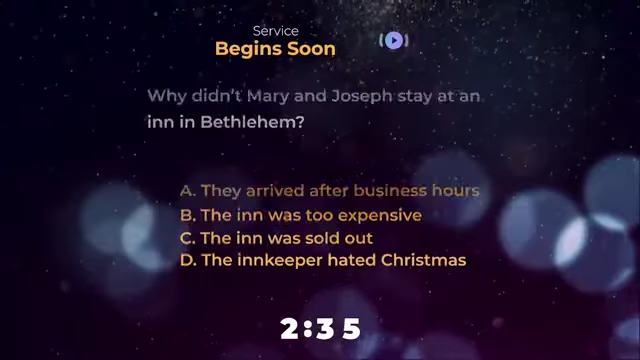 Service
Begins Soon
Why didn't Mary and Joseph stay at an
inn in Bethlehem?
A. They arrived after business hours
B. The inn was too expensive
C. The inn was sold out
D. The innkeeper hated Christmas
2:35